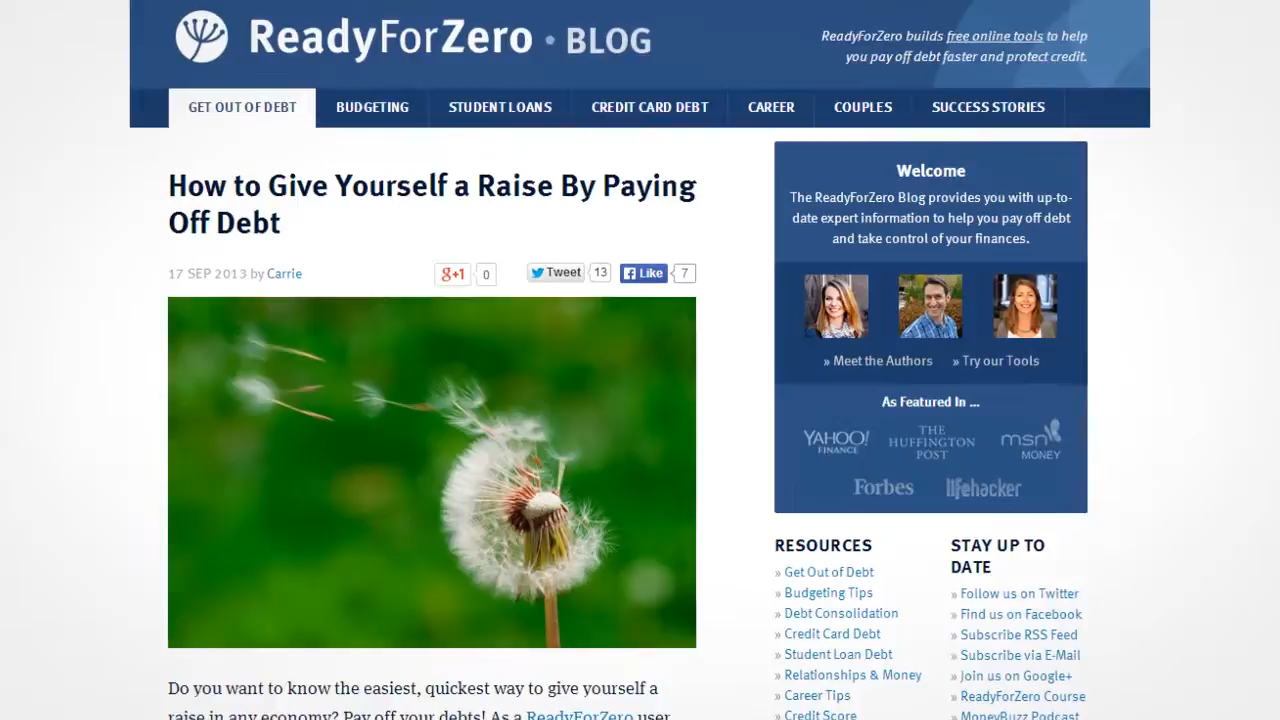 ReadyForZero • BLOG
ReadyForZero builds free online tools to help
you pay off debt faster and protect credit.
GET OUT OF DEBT
BUDGETING
STUDENT LOANS
CREDIT CARD DEBT
CAREER
COUPLES
SUCCESS STORIES
How to Give Yourself a Raise By Paying
Off Debt
17 SEP 2013 by Carrie
g+1 0
Tweet 13
Like 7
Do you want to know the easiest, quickest way to give yourself a
raise in any economy? Pay off your debts! As a ReadyForZero user
Welcome
The ReadyForZero Blog provides you with up-to-
date expert information to help you pay off debt
and take control of your finances.
» Meet the Authors
» Try our Tools
As Featured In ...
YAHOO!
FINANCE
THE
HUFFINGTON
POST
msn
MONEY
Forbes
lifehacker
RESOURCES
» Get Out of Debt
» Budgeting Tips
» Debt Consolidation
» Credit Card Debt
» Student Loan Debt
» Relationships & Money
» Career Tips
» Credit Score
STAY UP TO
DATE
» Follow us on Twitter
» Find us on Facebook
» Subscribe RSS Feed
» Subscribe via E-Mail
» Join us on Google+
» ReadyForZero Course
» MoneyBuzz Podcast